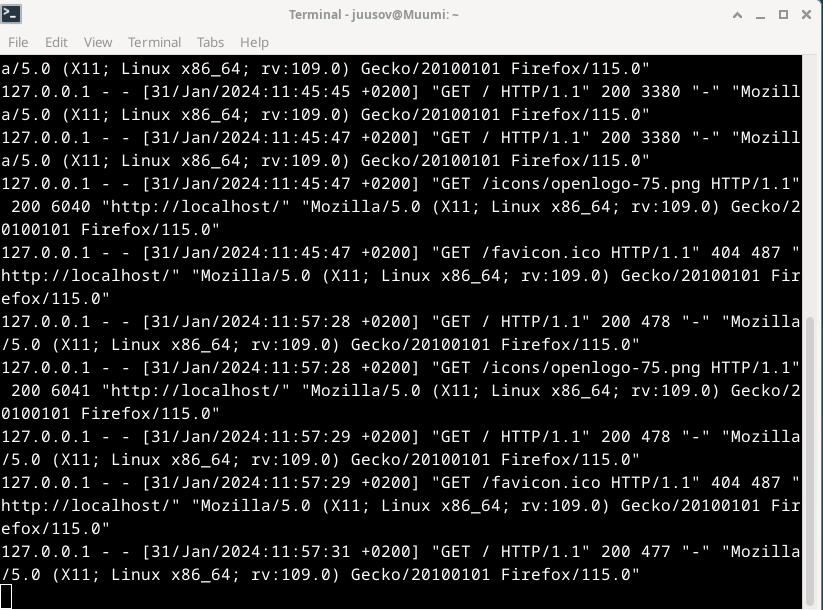 Terminal - juusov@Muumi: ~
File Edit View Terminal Tabs Help
a/5.0 (X11; Linux x86_64; rv:109.0) Gecko/20100101 Firefox/115.0"
127.0.0.1 - - [31/Jan/2024:11:45:45 +0200] "GET / HTTP/1.1" 200 3380 "-" "Mozill
a/5.0 (X11; Linux x86_64; rv:109.0) Gecko/20100101 Firefox/115.0"
127.0.0.1 - - [31/Jan/2024:11:45:47 +0200] "GET / HTTP/1.1" 200 3380 "-" "Mozill
a/5.0 (X11; Linux x86_64; rv:109.0) Gecko/20100101 Firefox/115.0"
127.0.0.1 - - [31/Jan/2024:11:45:47 +0200] "GET /icons/openlogo-75.png HTTP/1.1"
 200 6040 "http://localhost/" "Mozilla/5.0 (X11; Linux x86_64; rv:109.0) Gecko/2
0100101 Firefox/115.0"
127.0.0.1 - - [31/Jan/2024:11:45:47 +0200] "GET /favicon.ico HTTP/1.1" 404 487 "
http://localhost/" "Mozilla/5.0 (X11; Linux x86_64; rv:109.0) Gecko/20100101 Fir
efox/115.0"
127.0.0.1 - - [31/Jan/2024:11:57:28 +0200] "GET / HTTP/1.1" 200 478 "-" "Mozilla
/5.0 (X11; Linux x86_64; rv:109.0) Gecko/20100101 Firefox/115.0"
127.0.0.1 - - [31/Jan/2024:11:57:28 +0200] "GET /icons/openlogo-75.png HTTP/1.1"
 200 6041 "http://localhost/" "Mozilla/5.0 (X11; Linux x86_64; rv:109.0) Gecko/2
0100101 Firefox/115.0"
127.0.0.1 - - [31/Jan/2024:11:57:29 +0200] "GET / HTTP/1.1" 200 478 "-" "Mozilla
/5.0 (X11; Linux x86_64; rv:109.0) Gecko/20100101 Firefox/115.0"
127.0.0.1 - - [31/Jan/2024:11:57:29 +0200] "GET /favicon.ico HTTP/1.1" 404 487 "
http://localhost/" "Mozilla/5.0 (X11; Linux x86_64; rv:109.0) Gecko/20100101 Fir
efox/115.0"
127.0.0.1 - - [31/Jan/2024:11:57:31 +0200] "GET / HTTP/1.1" 200 477 "-" "Mozilla
/5.0 (X11; Linux x86_64; rv:109.0) Gecko/20100101 Firefox/115.0"